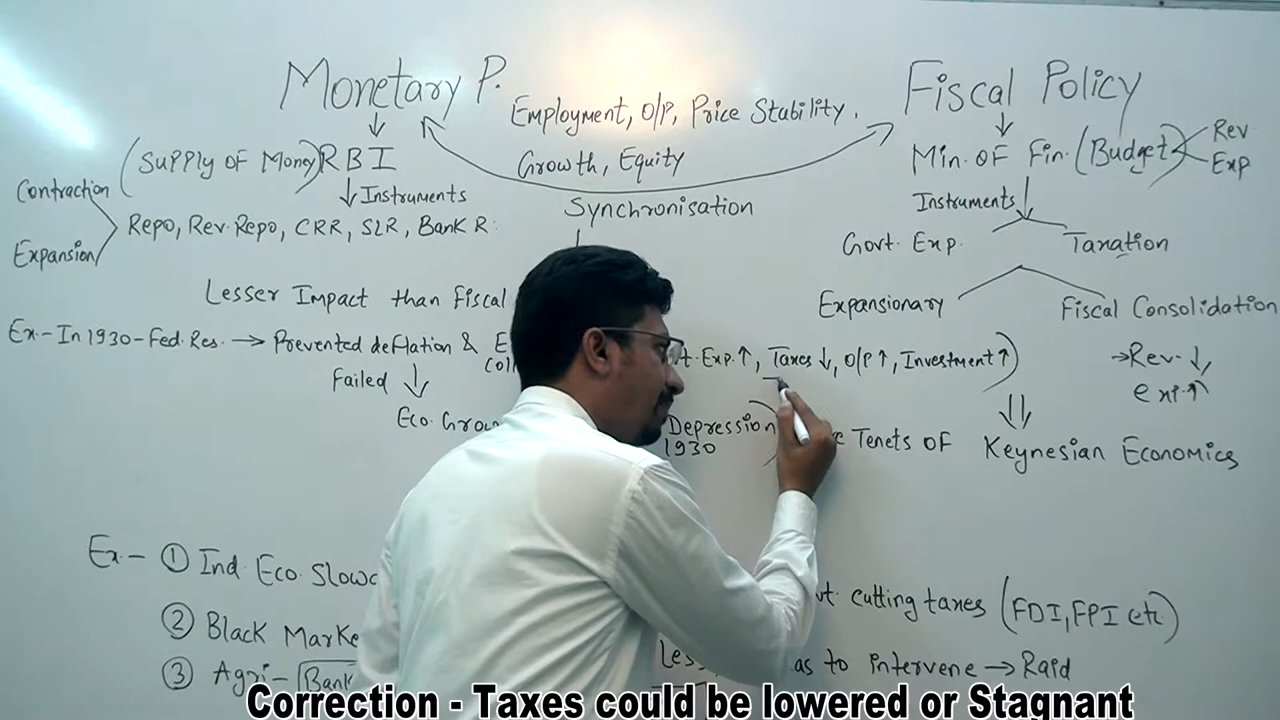 Monetary P.
Fiscal Policy
Employment, O/P, Price Stability.
Growth, Equity
Synchronisation
(Supply of Money) RBI
Instruments
Contraction
Expansion
Repo, Rev. Repo, CRR, SLR, Bank R.
Lesser Impact than Fiscal
Ex- In 1930 - Fed. Res. → Prevented deflation &
Failed ↓
Eco. Grow
Min. of Fin. (Budget) Rev
Exp
Instruments
Govt. Exp. Taxation
Expansionary Fiscal Consolidation
Exp. ↑, Taxes ↓, O/P ↑, Investment ↑)
→ Rev. ↓,
exp. ↑
Depression
1930
Tenets of Keynesian Economics
Ex- ① Ind. Eco. Slow
② Black Marke
③ Agri- Bank
cutting taxes (FDI, FPI etc)
as to intervene → Raid
Correction - Taxes could be lowered or Stagnant